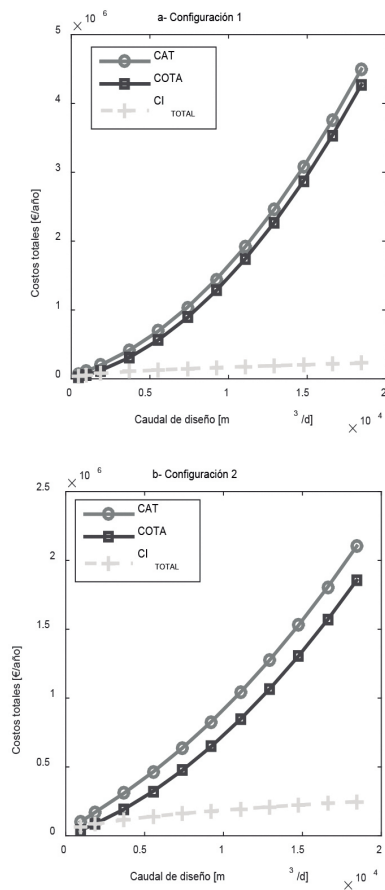 a- Configuración 1
× 10 6
5
4
3
2
1
0
CAT
COTA
CI TOTAL
Costos totales [€/año]
0 0.5 1 1.5 2
Caudal de diseño [m 3 /d]
× 10 4
b- Configuración 2
× 10 6
2.5
2
1.5
1
0.5
0
CAT
COTA
CI TOTAL
Costos totales [€/año]
0 0.5 1 1.5 2
Caudal de diseño [m 3 /d]
× 10 4